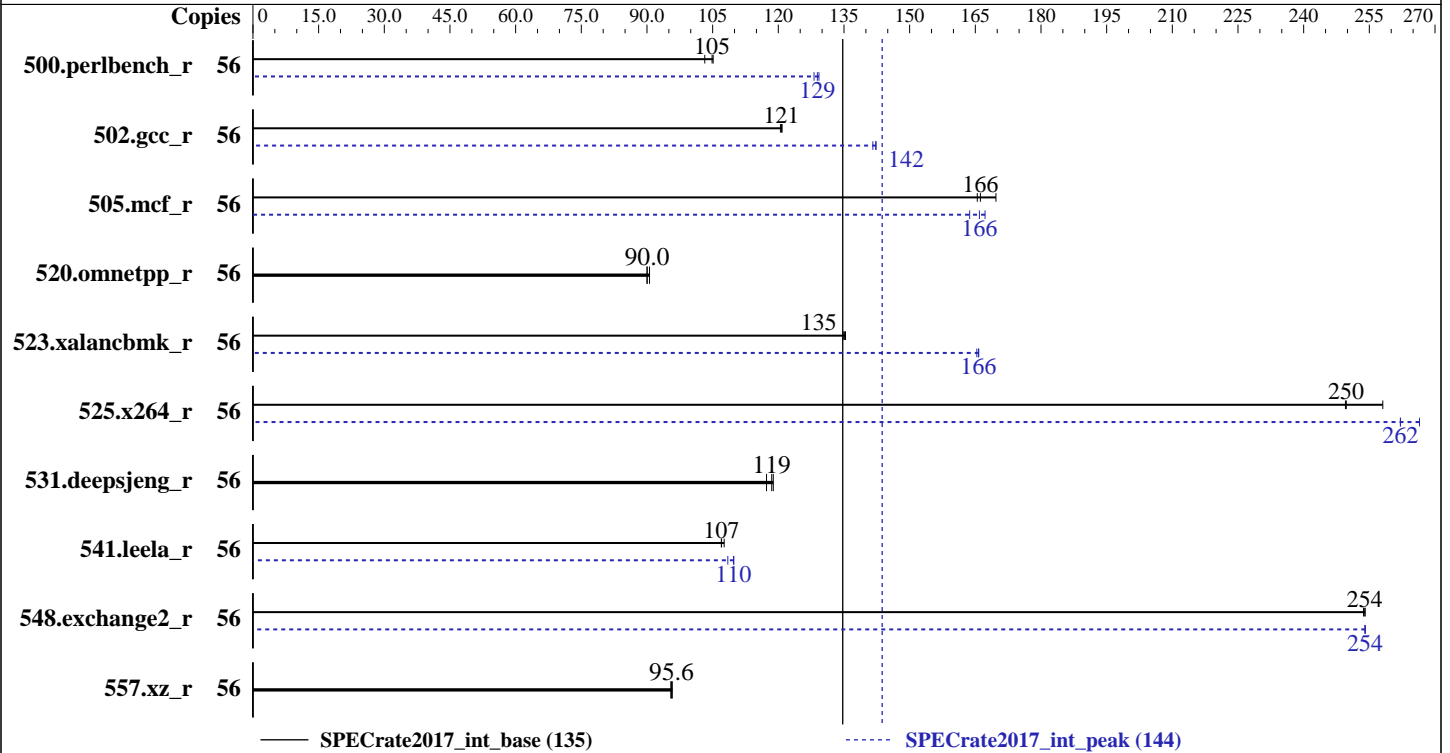 Copies 0 15.0 30.0 45.0 60.0 75.0 90.0 105 120 135 150 165 180 195 210 225 240 255 270
105
500.perlbench_r 56
129
121
502.gcc_r 56
142
166
505.mcf_r 56
166
90.0
520.omnetpp_r 56
135
523.xalancbmk_r 56
166
250
525.x264_r 56
262
119
531.deepsjeng_r 56
107
541.leela_r 56
110
254
548.exchange2_r 56
254
95.6
557.xz_r 56
SPECrate2017_int_base (135) SPECrate2017_int_peak (144)